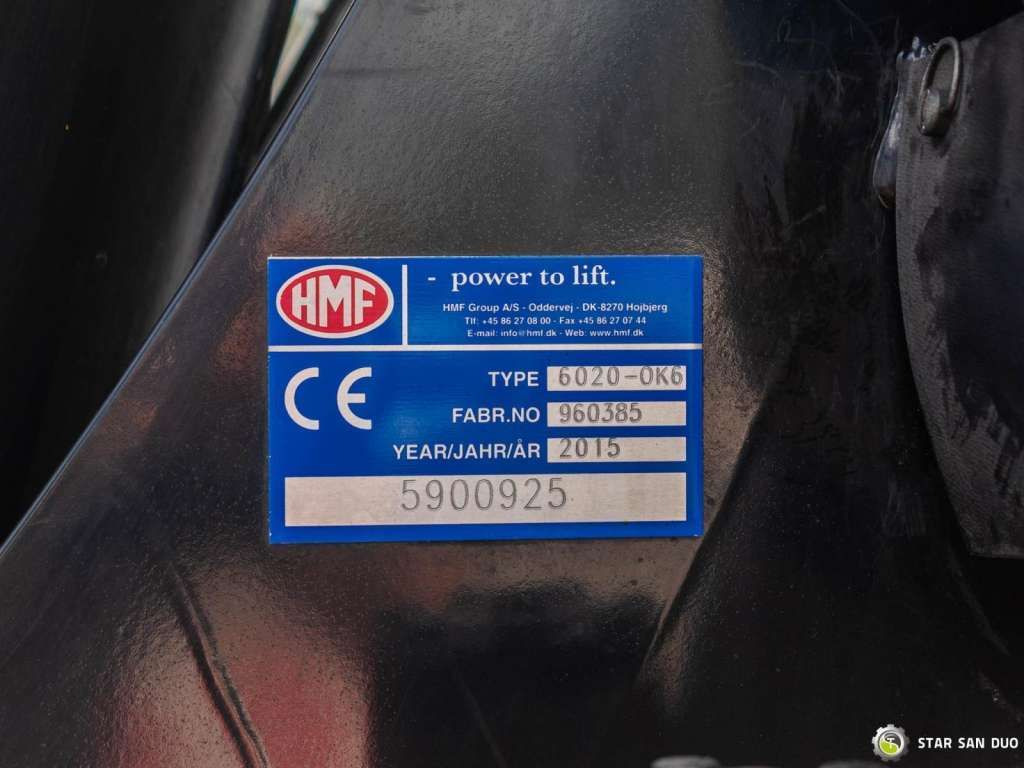 HMF
- power to lift.
HMF Group A/S - Oddervej - DK-8270 Hojbjerg
Tlf: +45 86 27 08 00 - Fax +45 86 27 07 44
E-mail: info@hmf.dk - Web: www.hmf.dk
CE
TYPE 6020-OK6
FABR.NO 960385
YEAR/JAHR/ÅR 2015
5900925
STAR SAN DUO